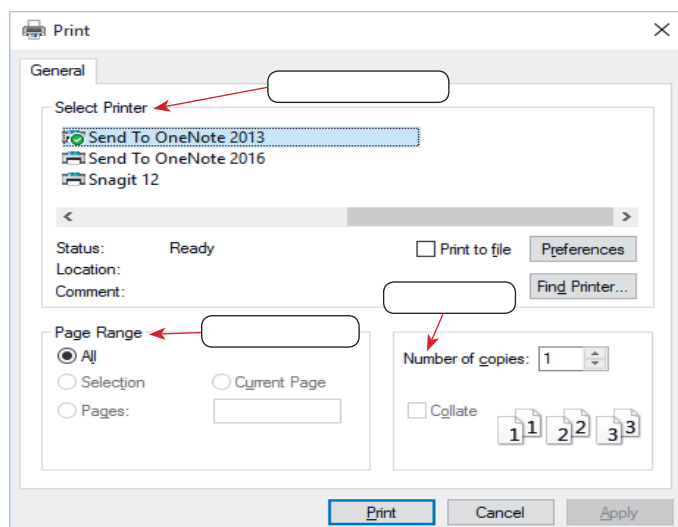 Print
General
Select Printer
Send To OneNote 2013
Send To OneNote 2016
Snagit 12
Status: Ready
Print to file
Preferences
Location:
Comment:
Find Printer...
Page Range
All
Selection
Current Page
Pages:
Number of copies: 1
Collate
1 1 2 2 3 3
Print
Cancel
Apply